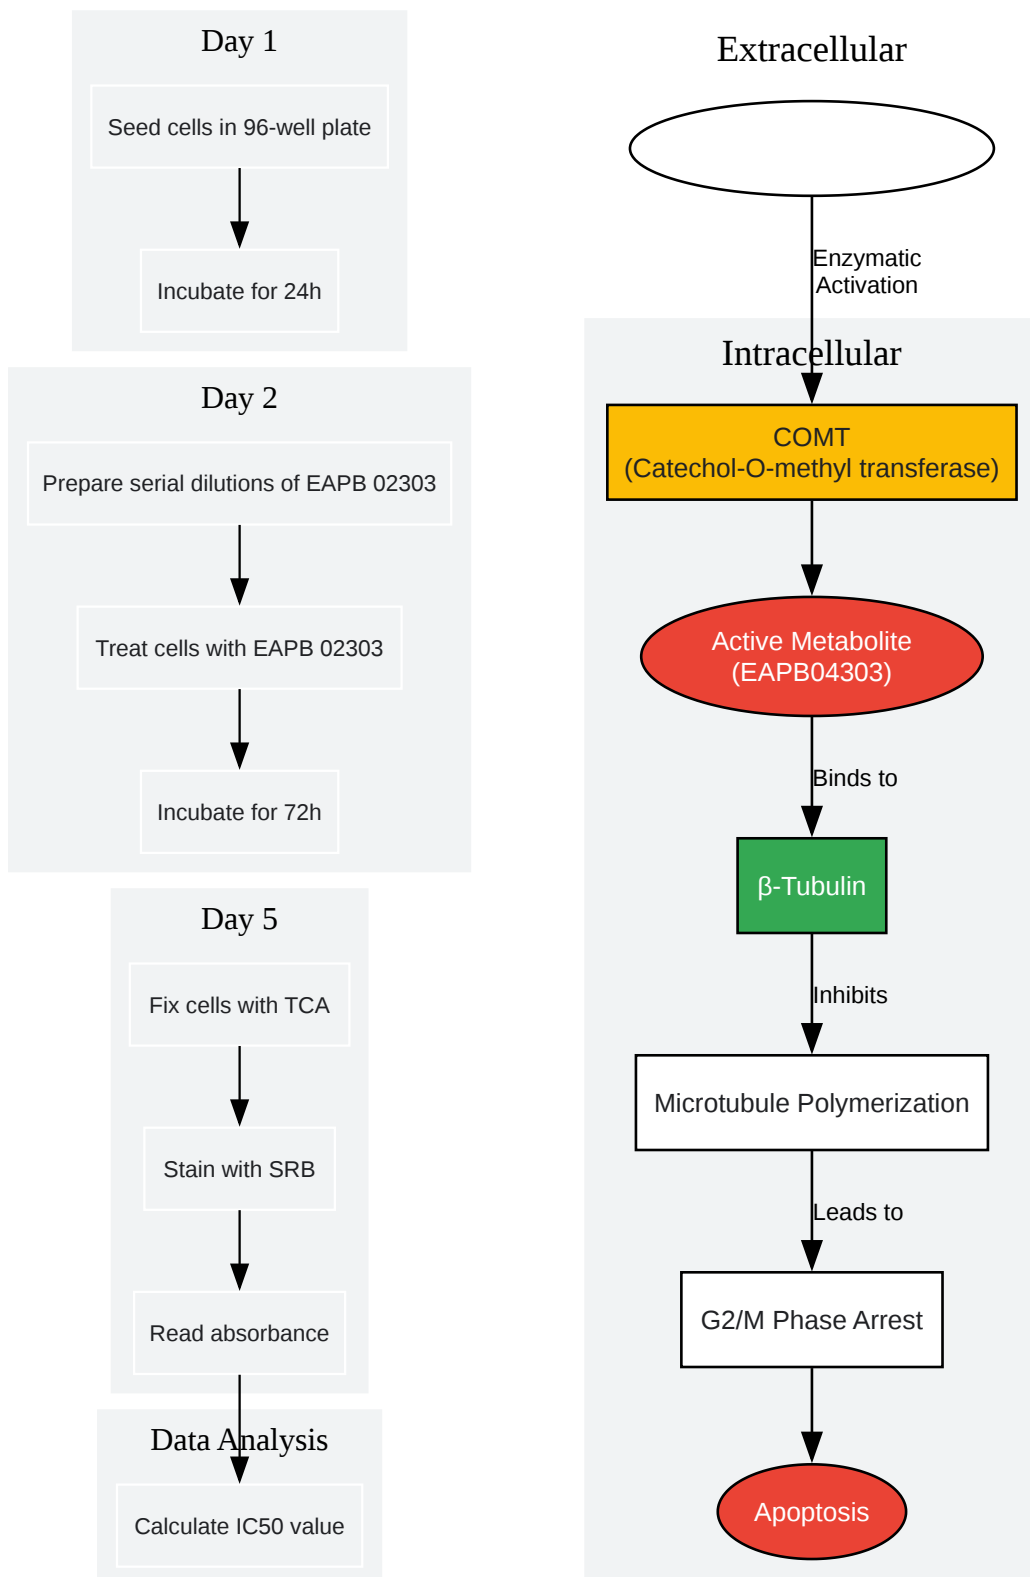 Day 1
Seed cells in 96-well plate
Incubate for 24h
Day 2
Prepare serial dilutions of EAPB 02303
Treat cells with EAPB 02303
Incubate for 72h
Day 5
Fix cells with TCA
Stain with SRB
Read absorbance
Data Analysis
Calculate IC50 value
Extracellular
Enzymatic
Activation
Intracellular
COMT
(Catechol-O-methyl transferase)
Active Metabolite
(EAPB04303)
Binds to
β-Tubulin
Inhibits
Microtubule Polymerization
Leads to
G2/M Phase Arrest
Apoptosis